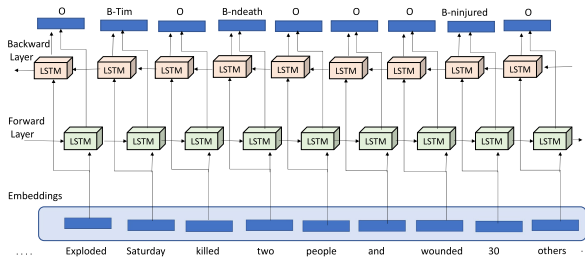 O B-Tim O B-ndeath O O O B-ninjured O
Backward
Layer
LSTM LSTM LSTM LSTM LSTM LSTM LSTM LSTM LSTM
Forward
Layer
LSTM LSTM LSTM LSTM LSTM LSTM LSTM LSTM LSTM
Embeddings
.... Exploded Saturday killed two people and wounded 30 others